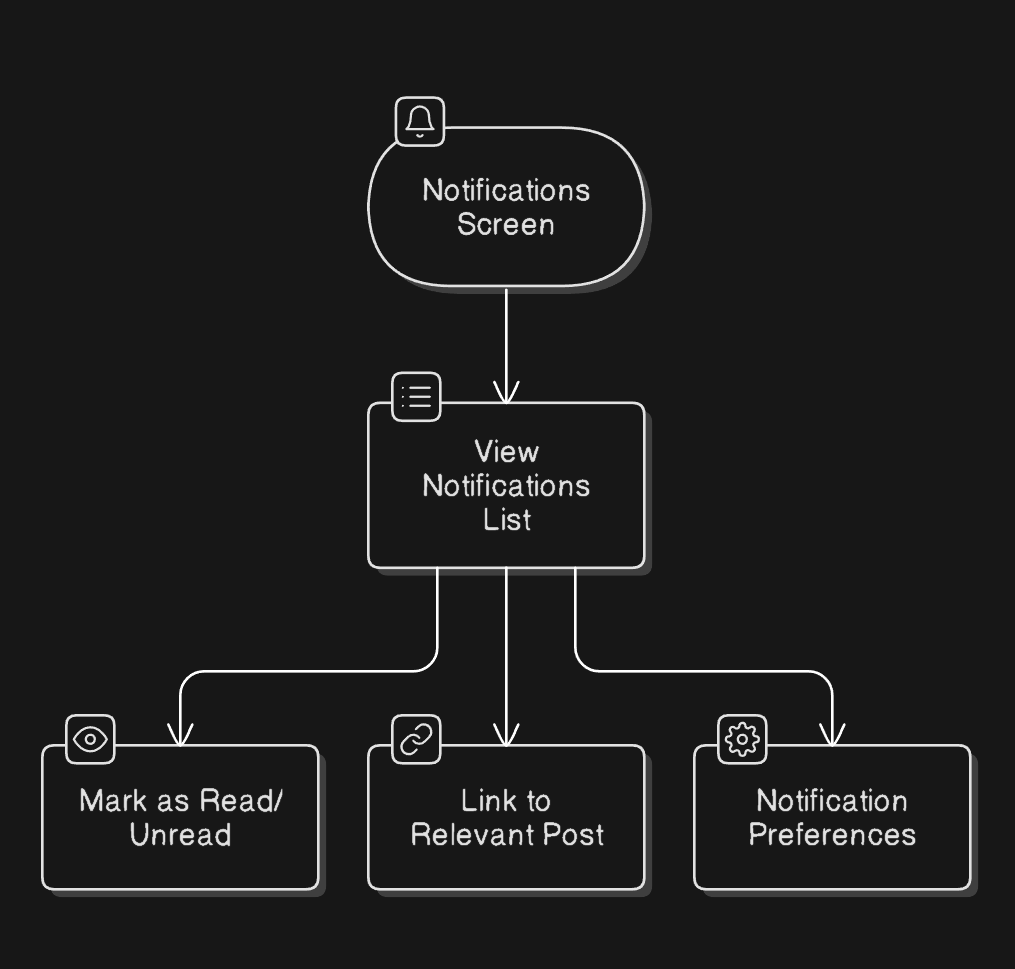 Notifications
Screen
View
Notifications
List
Mark as Read/
Unread
Link to
Relevant Post
Notification
Preferences